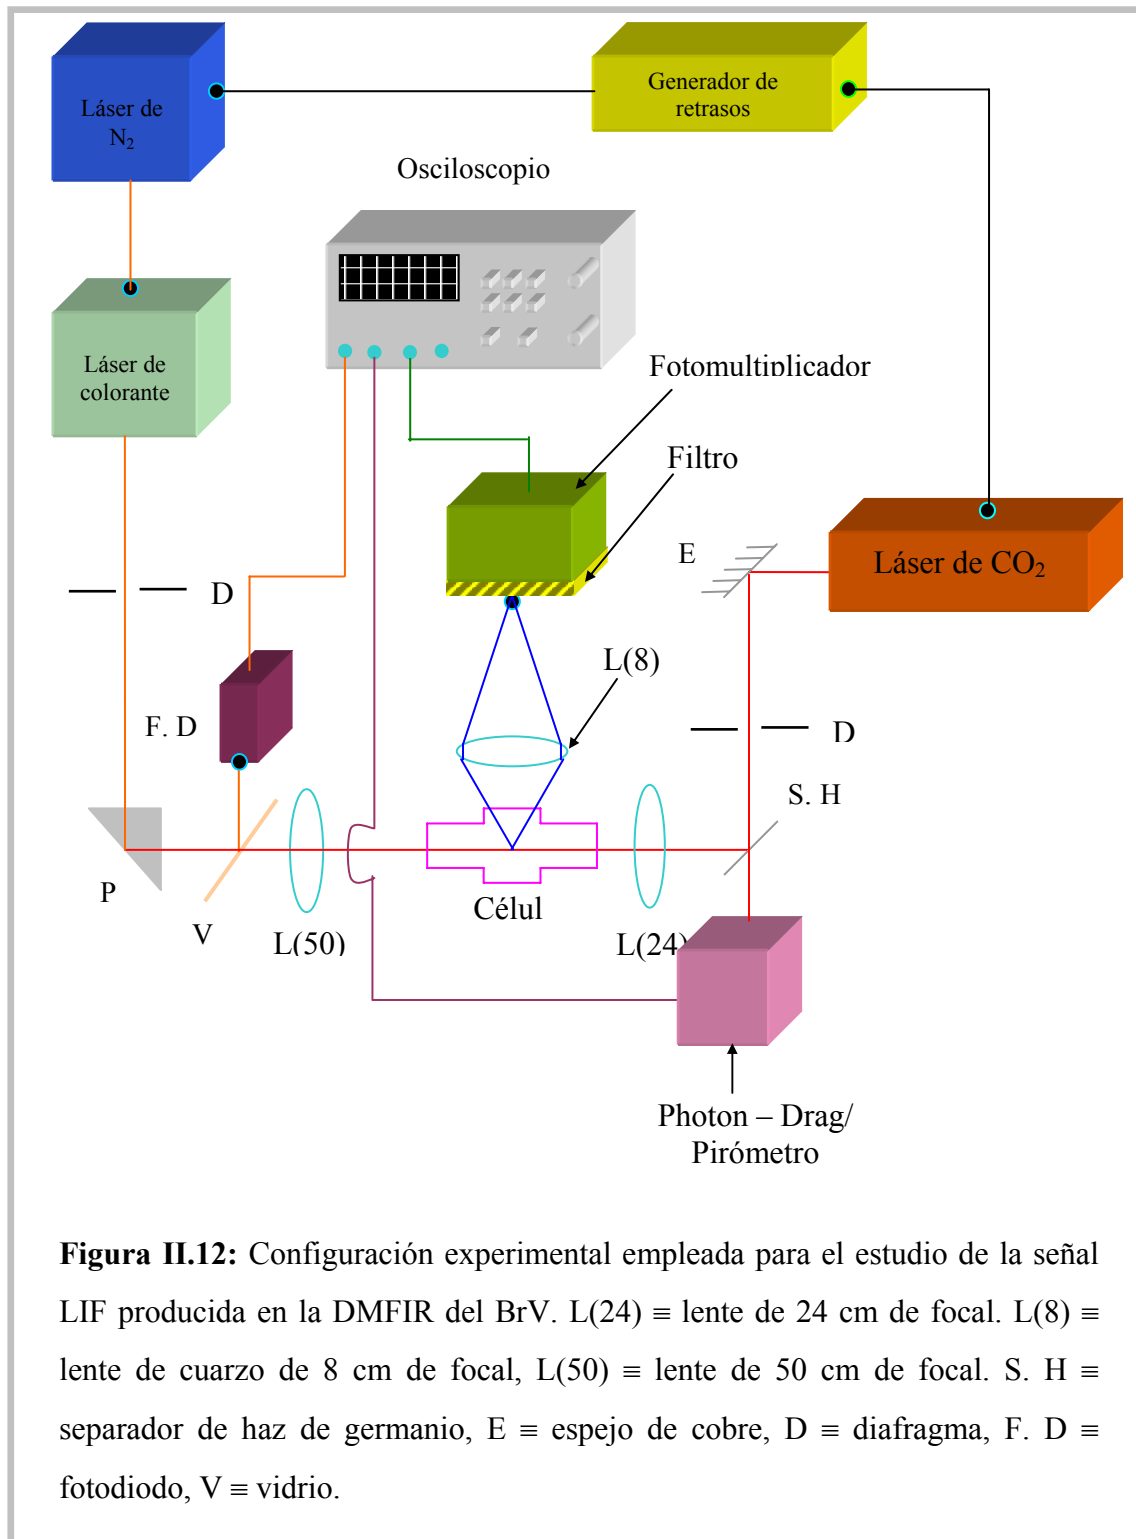 Láser de
N₂
Generador de
retrasos
Osciloscopio
Láser de
colorante
Fotomultiplicador
Filtro
E
Láser de CO₂
D
L(8)
F. D
D
S. H
P
V
L(50)
Célul
L(24)
Photon – Drag/
Pirómetro
Figura II.12: Configuración experimental empleada para el estudio de la señal
LIF producida en la DMFIR del BrV. L(24) ≡ lente de 24 cm de focal. L(8) ≡
lente de cuarzo de 8 cm de focal, L(50) ≡ lente de 50 cm de focal. S. H ≡
separador de haz de germanio, E ≡ espejo de cobre, D ≡ diafragma, F. D ≡
fotodiodo, V ≡ vidrio.